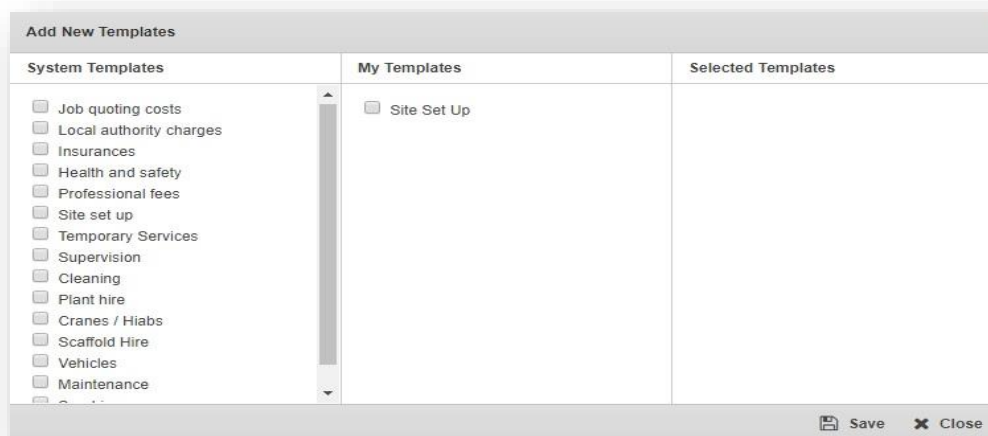 Add New Templates
System Templates
My Templates
Selected Templates
Job quoting costs
Local authority charges
Insurances
Health and safety
Professional fees
Site set up
Temporary Services
Supervision
Cleaning
Plant hire
Cranes / Hiabs
Scaffold Hire
Vehicles
Maintenance
Site Set Up
Save
Close